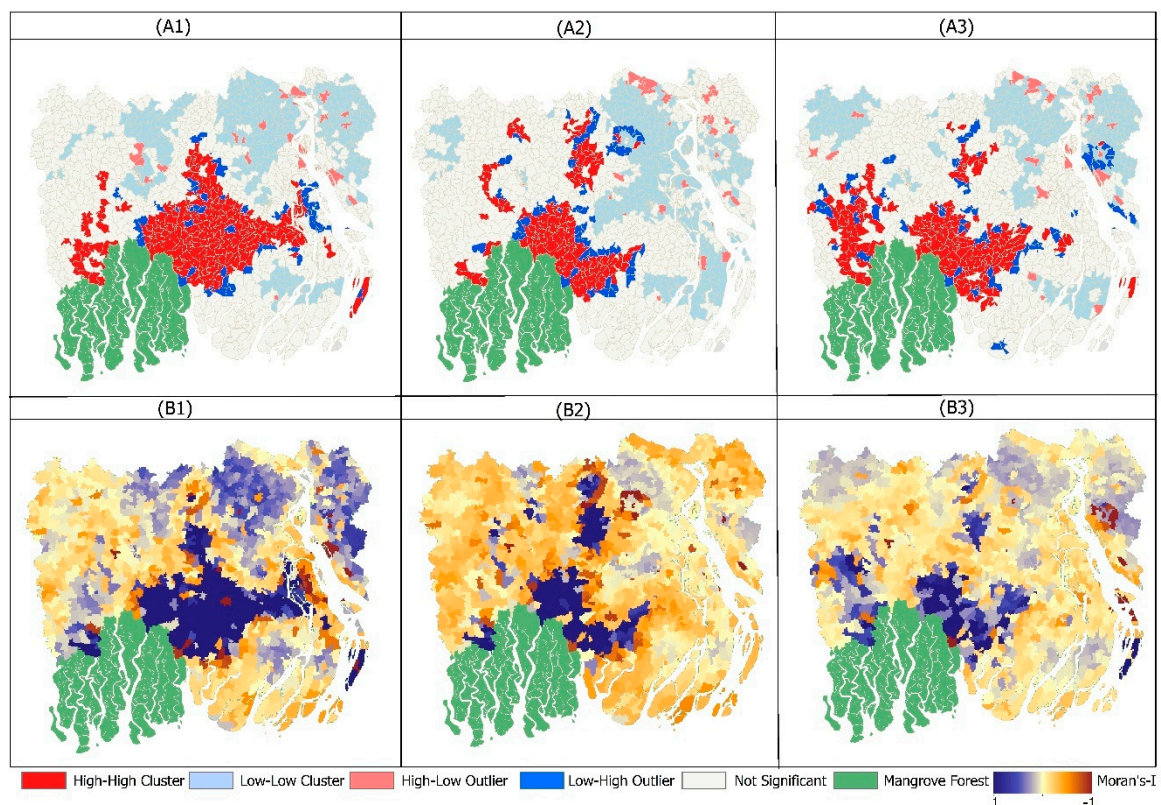 (A1) (A2) (A3)
(B1) (B2) (B3)
High-High Cluster Low-Low Cluster High-Low Outlier Low-High Outlier Not Significant Mangrove Forest Moran's-I
1 -1